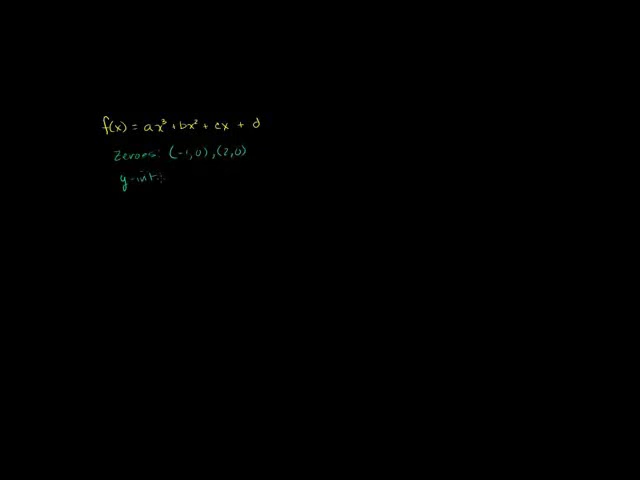 f(x) = ax³ + bx² + cx + d
zeroes: (-1,0), (2,0)
y-int: